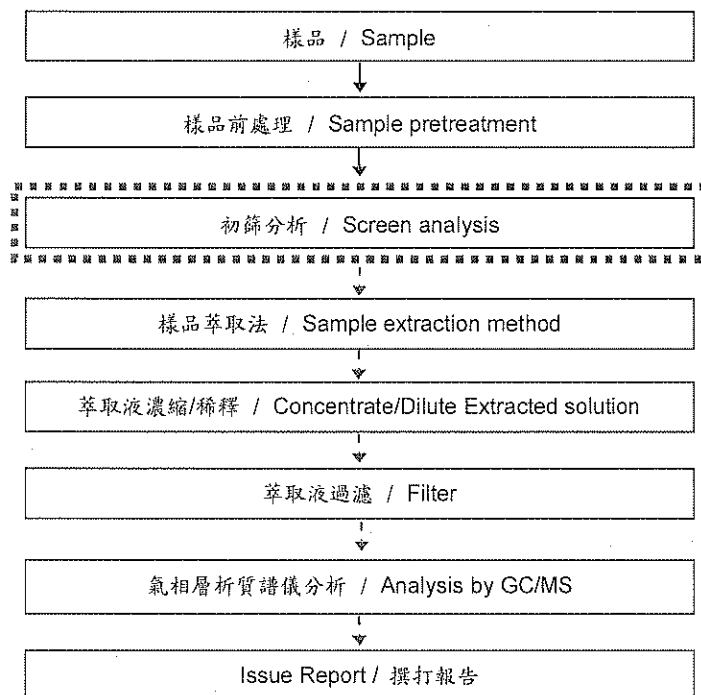 樣品 / Sample
樣品前處理 / Sample pretreatment
初篩分析 / Screen analysis
樣品萃取法 / Sample extraction method
萃取液濃縮/稀釋 / Concentrate/Dilute Extracted solution
萃取液過濾 / Filter
氣相層析質譜儀分析 / Analysis by GC/MS
Issue Report / 撰打報告